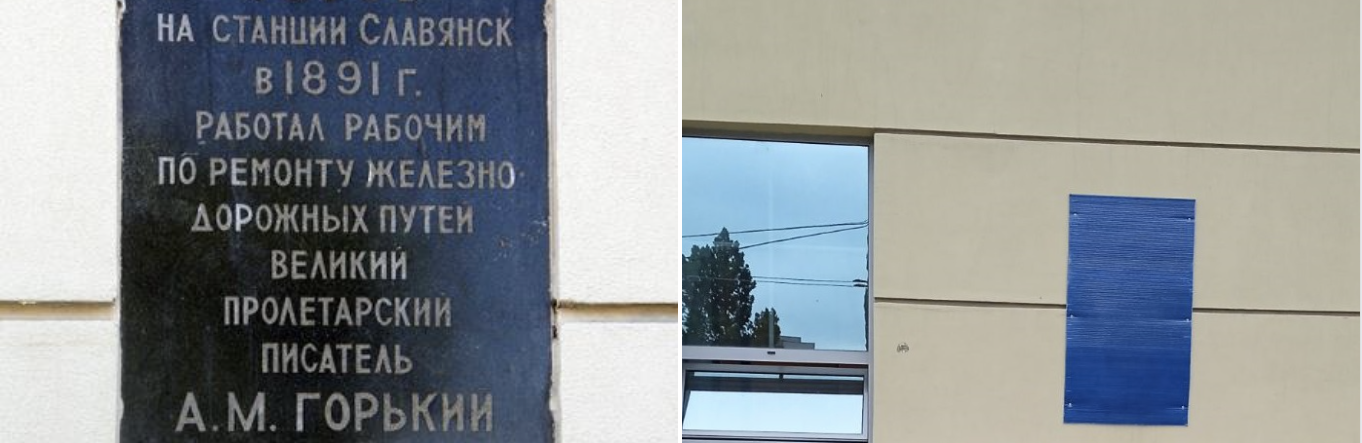 НА СТАНЦИИ СЛАВЯНСК
В 1891 Г.
РАБОТАЛ РАБОЧИМ
ПО РЕМОНТУ ЖЕЛЕЗНО-
ДОРОЖНЫХ ПУТЕЙ
ВЕЛИКИЙ
ПРОЛЕТАРСКИЙ
ПИСАТЕЛЬ
А.М. ГОРЬКИЙ